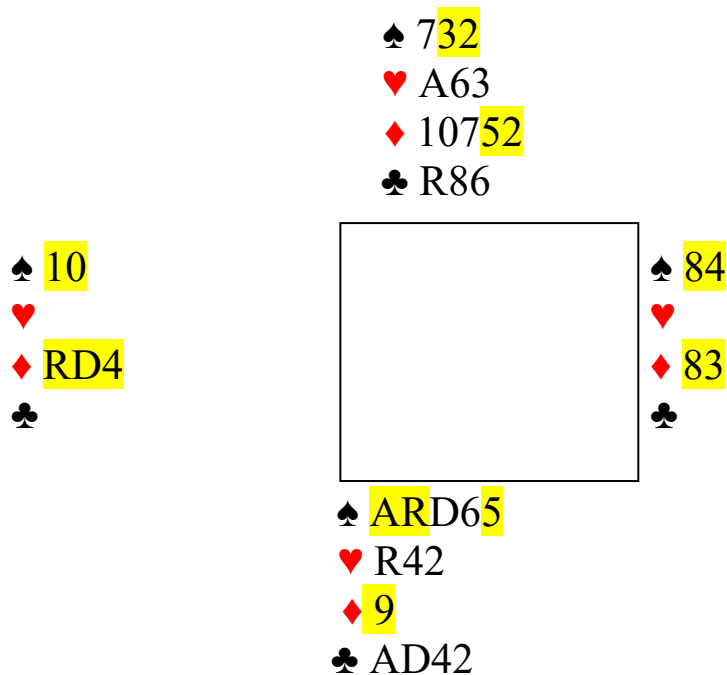 ♠ 732
♥ A63
♦ 10752
♣ R86
♠ 10
♥
♦ RD4
♣
♠ 84
♥
♦ 83
♣
♠ ARD65
♥ R42
♦ 9
♣ AD42